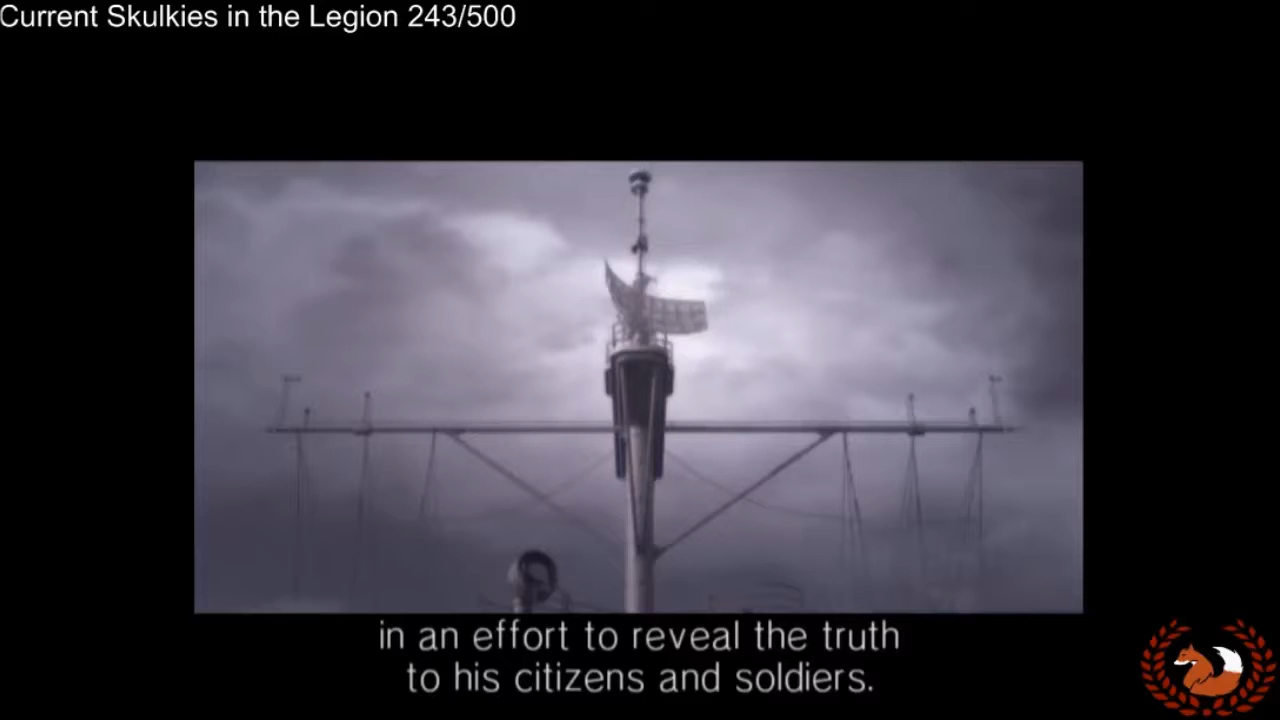 Current Skulkies in the Legion 243/500
in an effort to reveal the truth
to his citizens and soldiers.